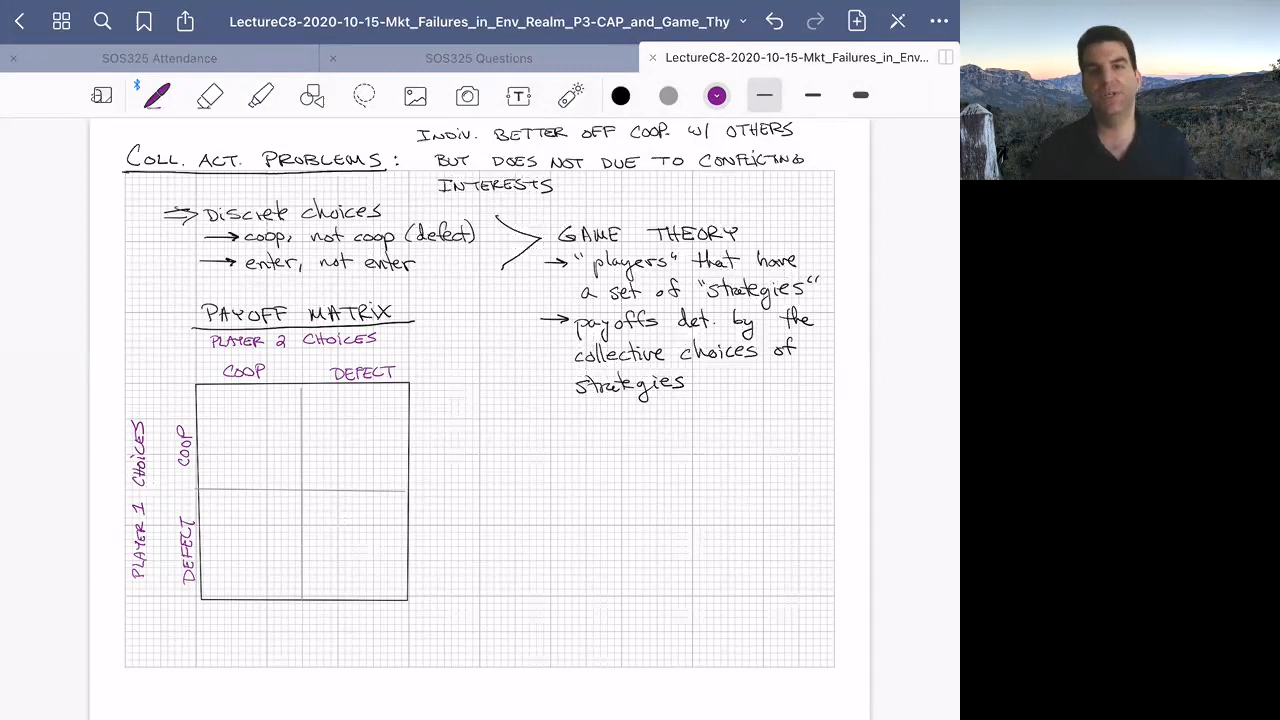 LectureC8-2020-10-15-Mkt_Failures_in_Env_Realm_P3-CAP_and_Game_Thy
SOS325 Attendance
SOS325 Questions
LectureC8-2020-10-15-Mkt_Failures_in_Env...
INDIV. BETTER OFF COOP. W/ OTHERS
COLL. ACT. PROBLEMS: BUT DOES NOT DUE TO CONFLICTING
INTERESTS
⇒ Discrete choices
→ coop, not coop (defect)
→ enter, not enter
GAME THEORY
→ "players" that have
a set of "strategies"
→ payoffs det. by the
collective choices of
strategies
PAYOFF MATRIX
PLAYER 2 CHOICES
COOP DEFECT
PLAYER 1 CHOICES
COOP
DEFECT